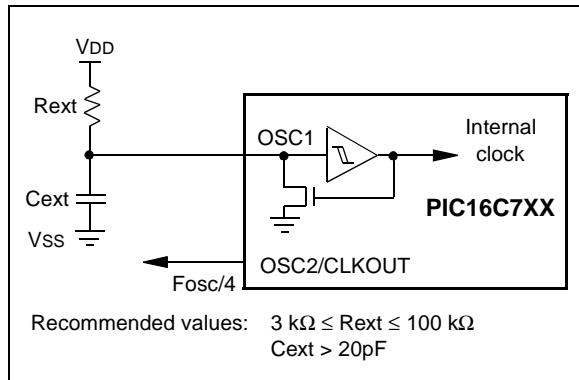 VDD
Rext
OSC1
Internal
clock
Cext
PIC16C7XX
VSS
OSC2/CLKOUT
Fosc/4
Recommended values: 3 kΩ ≤ Rext ≤ 100 kΩ
Cext > 20pF